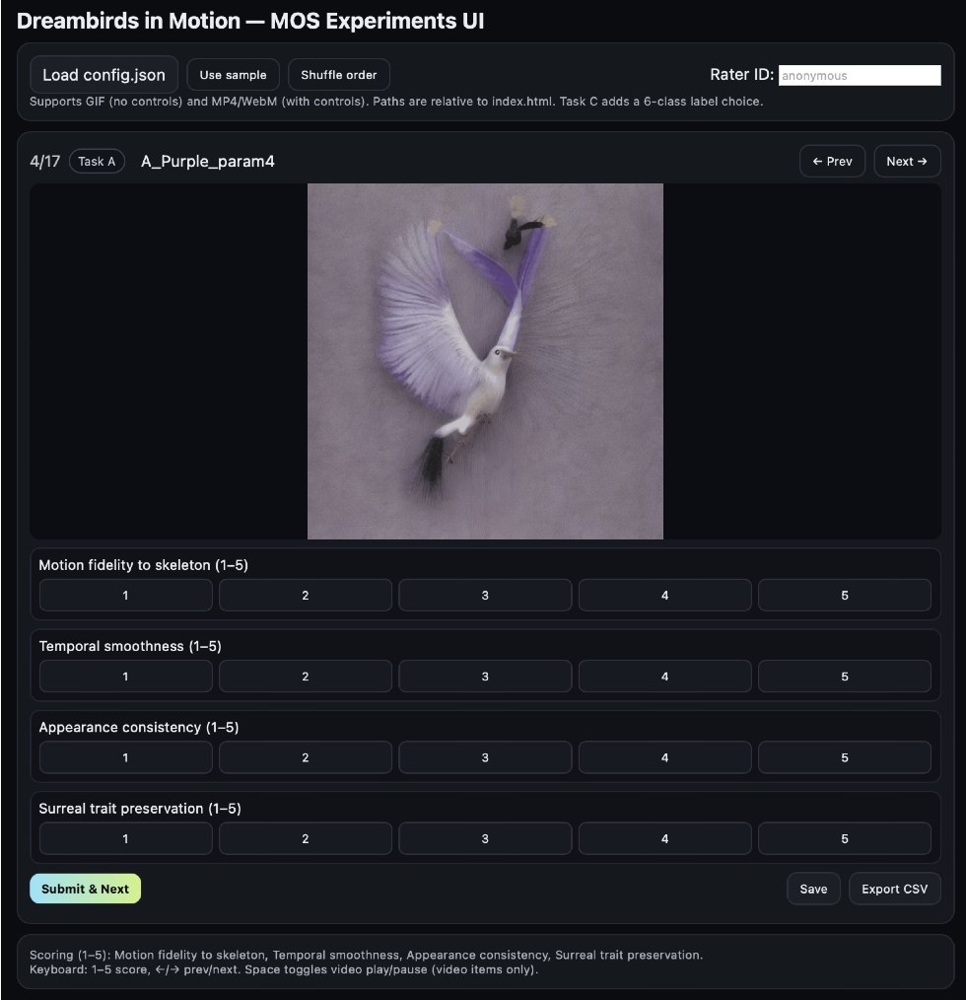 Dreambirds in Motion — MOS Experiments UI
Load config.json Use sample Shuffle order Rater ID: anonymous
Supports GIF (no controls) and MP4/WebM (with controls). Paths are relative to index.html. Task C adds a 6-class label choice.
4/17 Task A A_Purple_param4 ← Prev Next →
Motion fidelity to skeleton (1–5)
1 2 3 4 5
Temporal smoothness (1–5)
1 2 3 4 5
Appearance consistency (1–5)
1 2 3 4 5
Surreal trait preservation (1–5)
1 2 3 4 5
Submit & Next Save Export CSV
Scoring (1–5): Motion fidelity to skeleton, Temporal smoothness, Appearance consistency, Surreal trait preservation.
Keyboard: 1–5 score, ←/→ prev/next. Space toggles video play/pause (video items only).